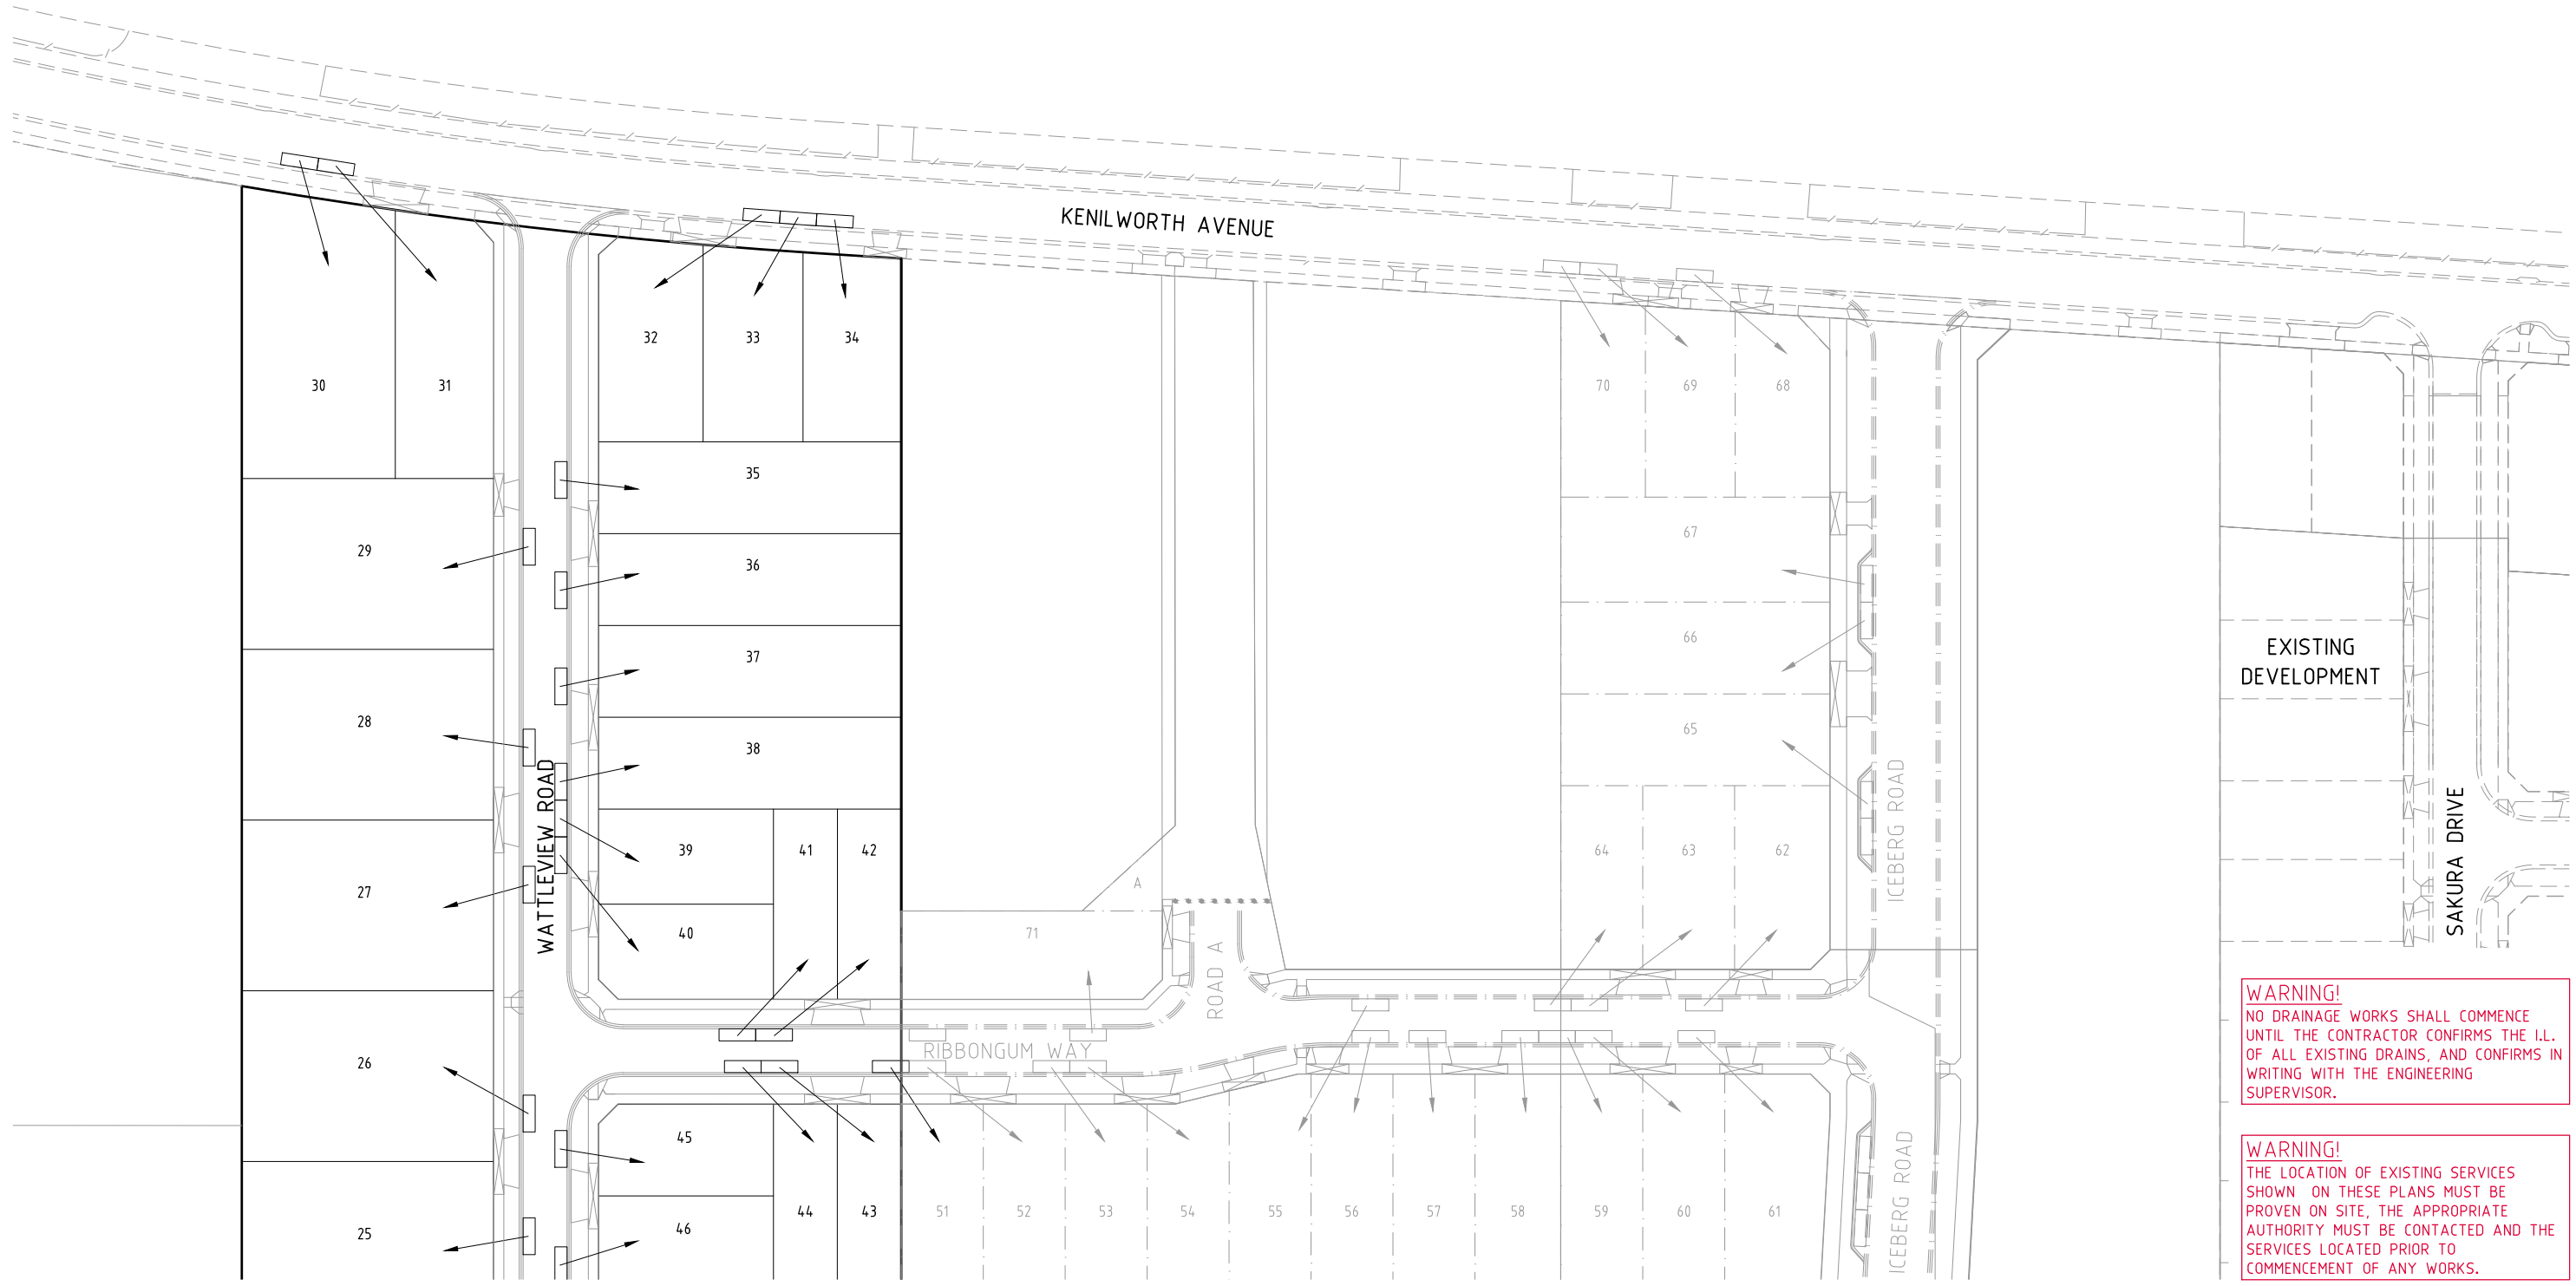 KENILWORTH AVENUE
32
33
34
30
31
70
69
68
35
29
67
36
37
66
EXISTING
DEVELOPMENT
28
38
65
WATTLEVIEW ROAD
ICEBERG ROAD
SAKURA DRIVE
39
41
42
64
63
62
27
A
40
71
ROAD A
RIBBONGUM WAY
26
45
44
43
51
52
53
54
55
56
57
58
59
60
61
46
25
ICEBERG ROAD
WARNING!
NO DRAINAGE WORKS SHALL COMMENCE
UNTIL THE CONTRACTOR CONFIRMS THE I.L.
OF ALL EXISTING DRAINS, AND CONFIRMS IN
WRITING WITH THE ENGINEERING
SUPERVISOR.
WARNING!
THE LOCATION OF EXISTING SERVICES
SHOWN ON THESE PLANS MUST BE
PROVEN ON SITE, THE APPROPRIATE
AUTHORITY MUST BE CONTACTED AND THE
SERVICES LOCATED PRIOR TO
COMMENCEMENT OF ANY WORKS.